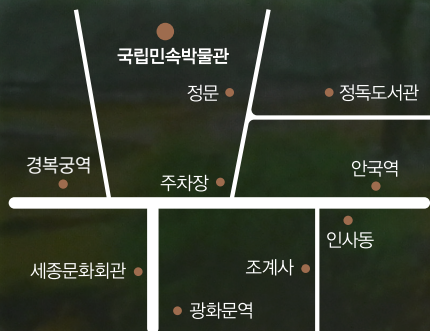 국립민속박물관
정문
정독도서관
경복궁역
주차장
안국역
인사동
세종문화회관
조계사
광화문역